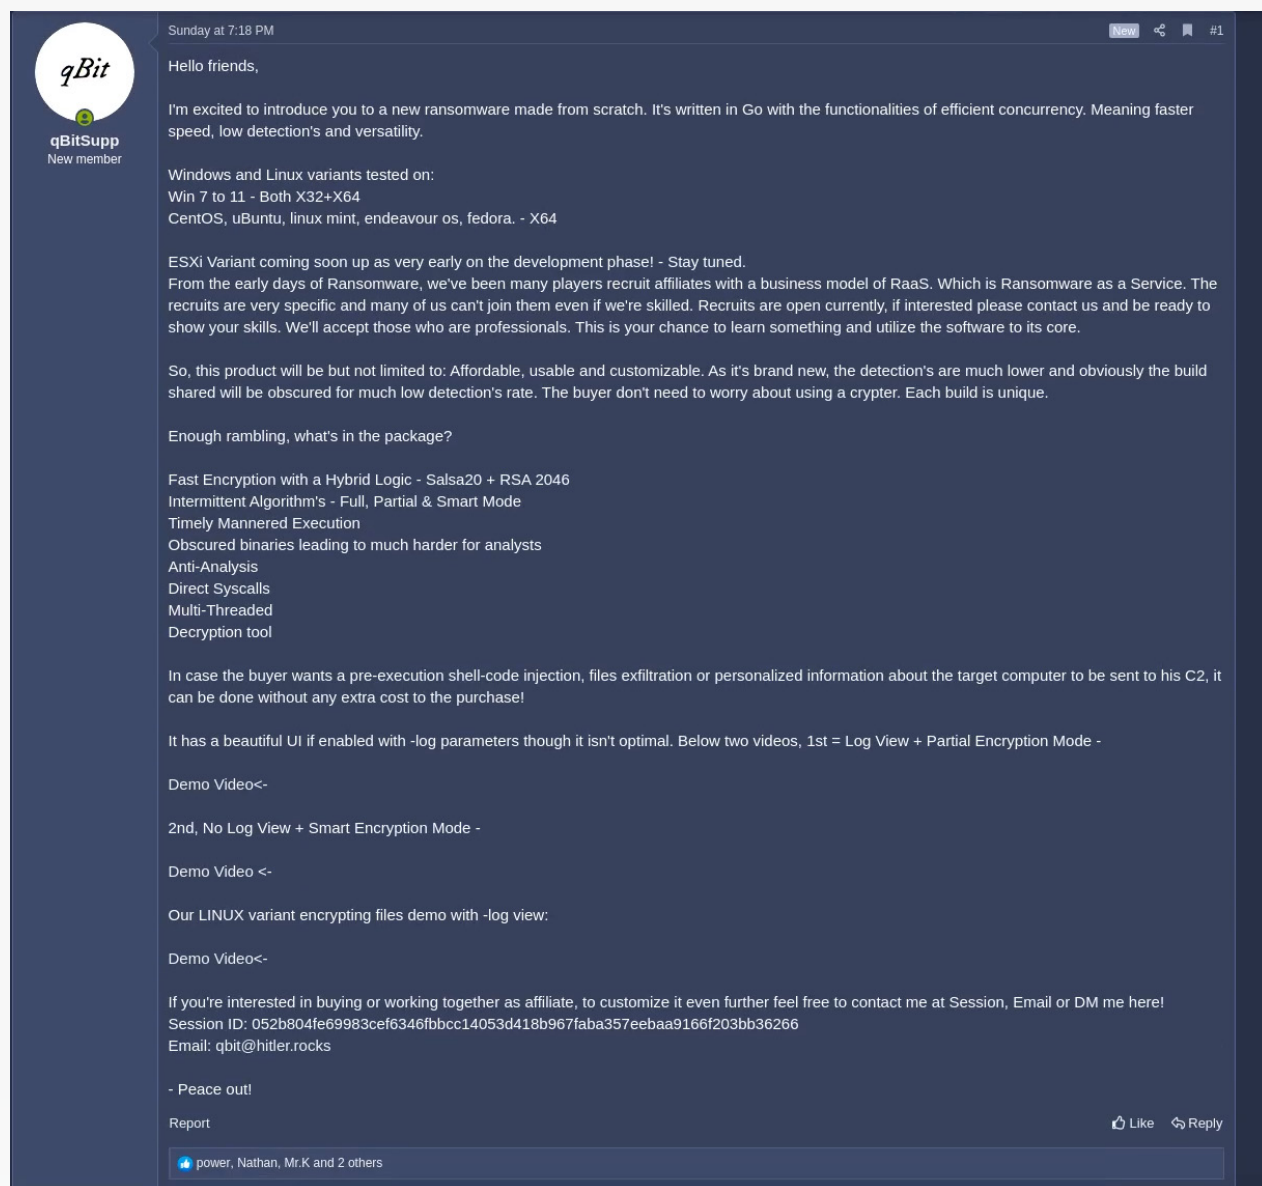 Sunday at 7:18 PM
New
#1
qBit
qBitSupp
New member
Hello friends,
I'm excited to introduce you to a new ransomware made from scratch. It's written in Go with the functionalities of efficient concurrency. Meaning faster
speed, low detection's and versatility.
Windows and Linux variants tested on:
Win 7 to 11 - Both X32+X64
CentOS, uBuntu, linux mint, endeavour os, fedora. - X64
ESXi Variant coming soon up as very early on the development phase! - Stay tuned.
From the early days of Ransomware, we've been many players recruit affiliates with a business model of RaaS. Which is Ransomware as a Service. The
recruits are very specific and many of us can't join them even if we're skilled. Recruits are open currently, if interested please contact us and be ready to
show your skills. We'll accept those who are professionals. This is your chance to learn something and utilize the software to its core.
So, this product will be but not limited to: Affordable, usable and customizable. As it's brand new, the detection's are much lower and obviously the build
shared will be obscured for much low detection's rate. The buyer don't need to worry about using a crypter. Each build is unique.
Enough rambling, what's in the package?
Fast Encryption with a Hybrid Logic - Salsa20 + RSA 2046
Intermittent Algorithm's - Full, Partial & Smart Mode
Timely Mannered Execution
Obscured binaries leading to much harder for analysts
Anti-Analysis
Direct Syscalls
Multi-Threaded
Decryption tool
In case the buyer wants a pre-execution shell-code injection, files exfiltration or personalized information about the target computer to be sent to his C2, it
can be done without any extra cost to the purchase!
It has a beautiful UI if enabled with -log parameters though it isn't optimal. Below two videos, 1st = Log View + Partial Encryption Mode -
Demo Video<-
2nd, No Log View + Smart Encryption Mode -
Demo Video <-
Our LINUX variant encrypting files demo with -log view:
Demo Video<-
If you're interested in buying or working together as affiliate, to customize it even further feel free to contact me at Session, Email or DM me here!
Session ID: 052b804fe69983cef6346fbbcc14053d418b967faba357eebaa9166f203bb36266
Email: qbit@hitler.rocks
- Peace out!
Report
Like
Reply
power, Nathan, Mr.K and 2 others